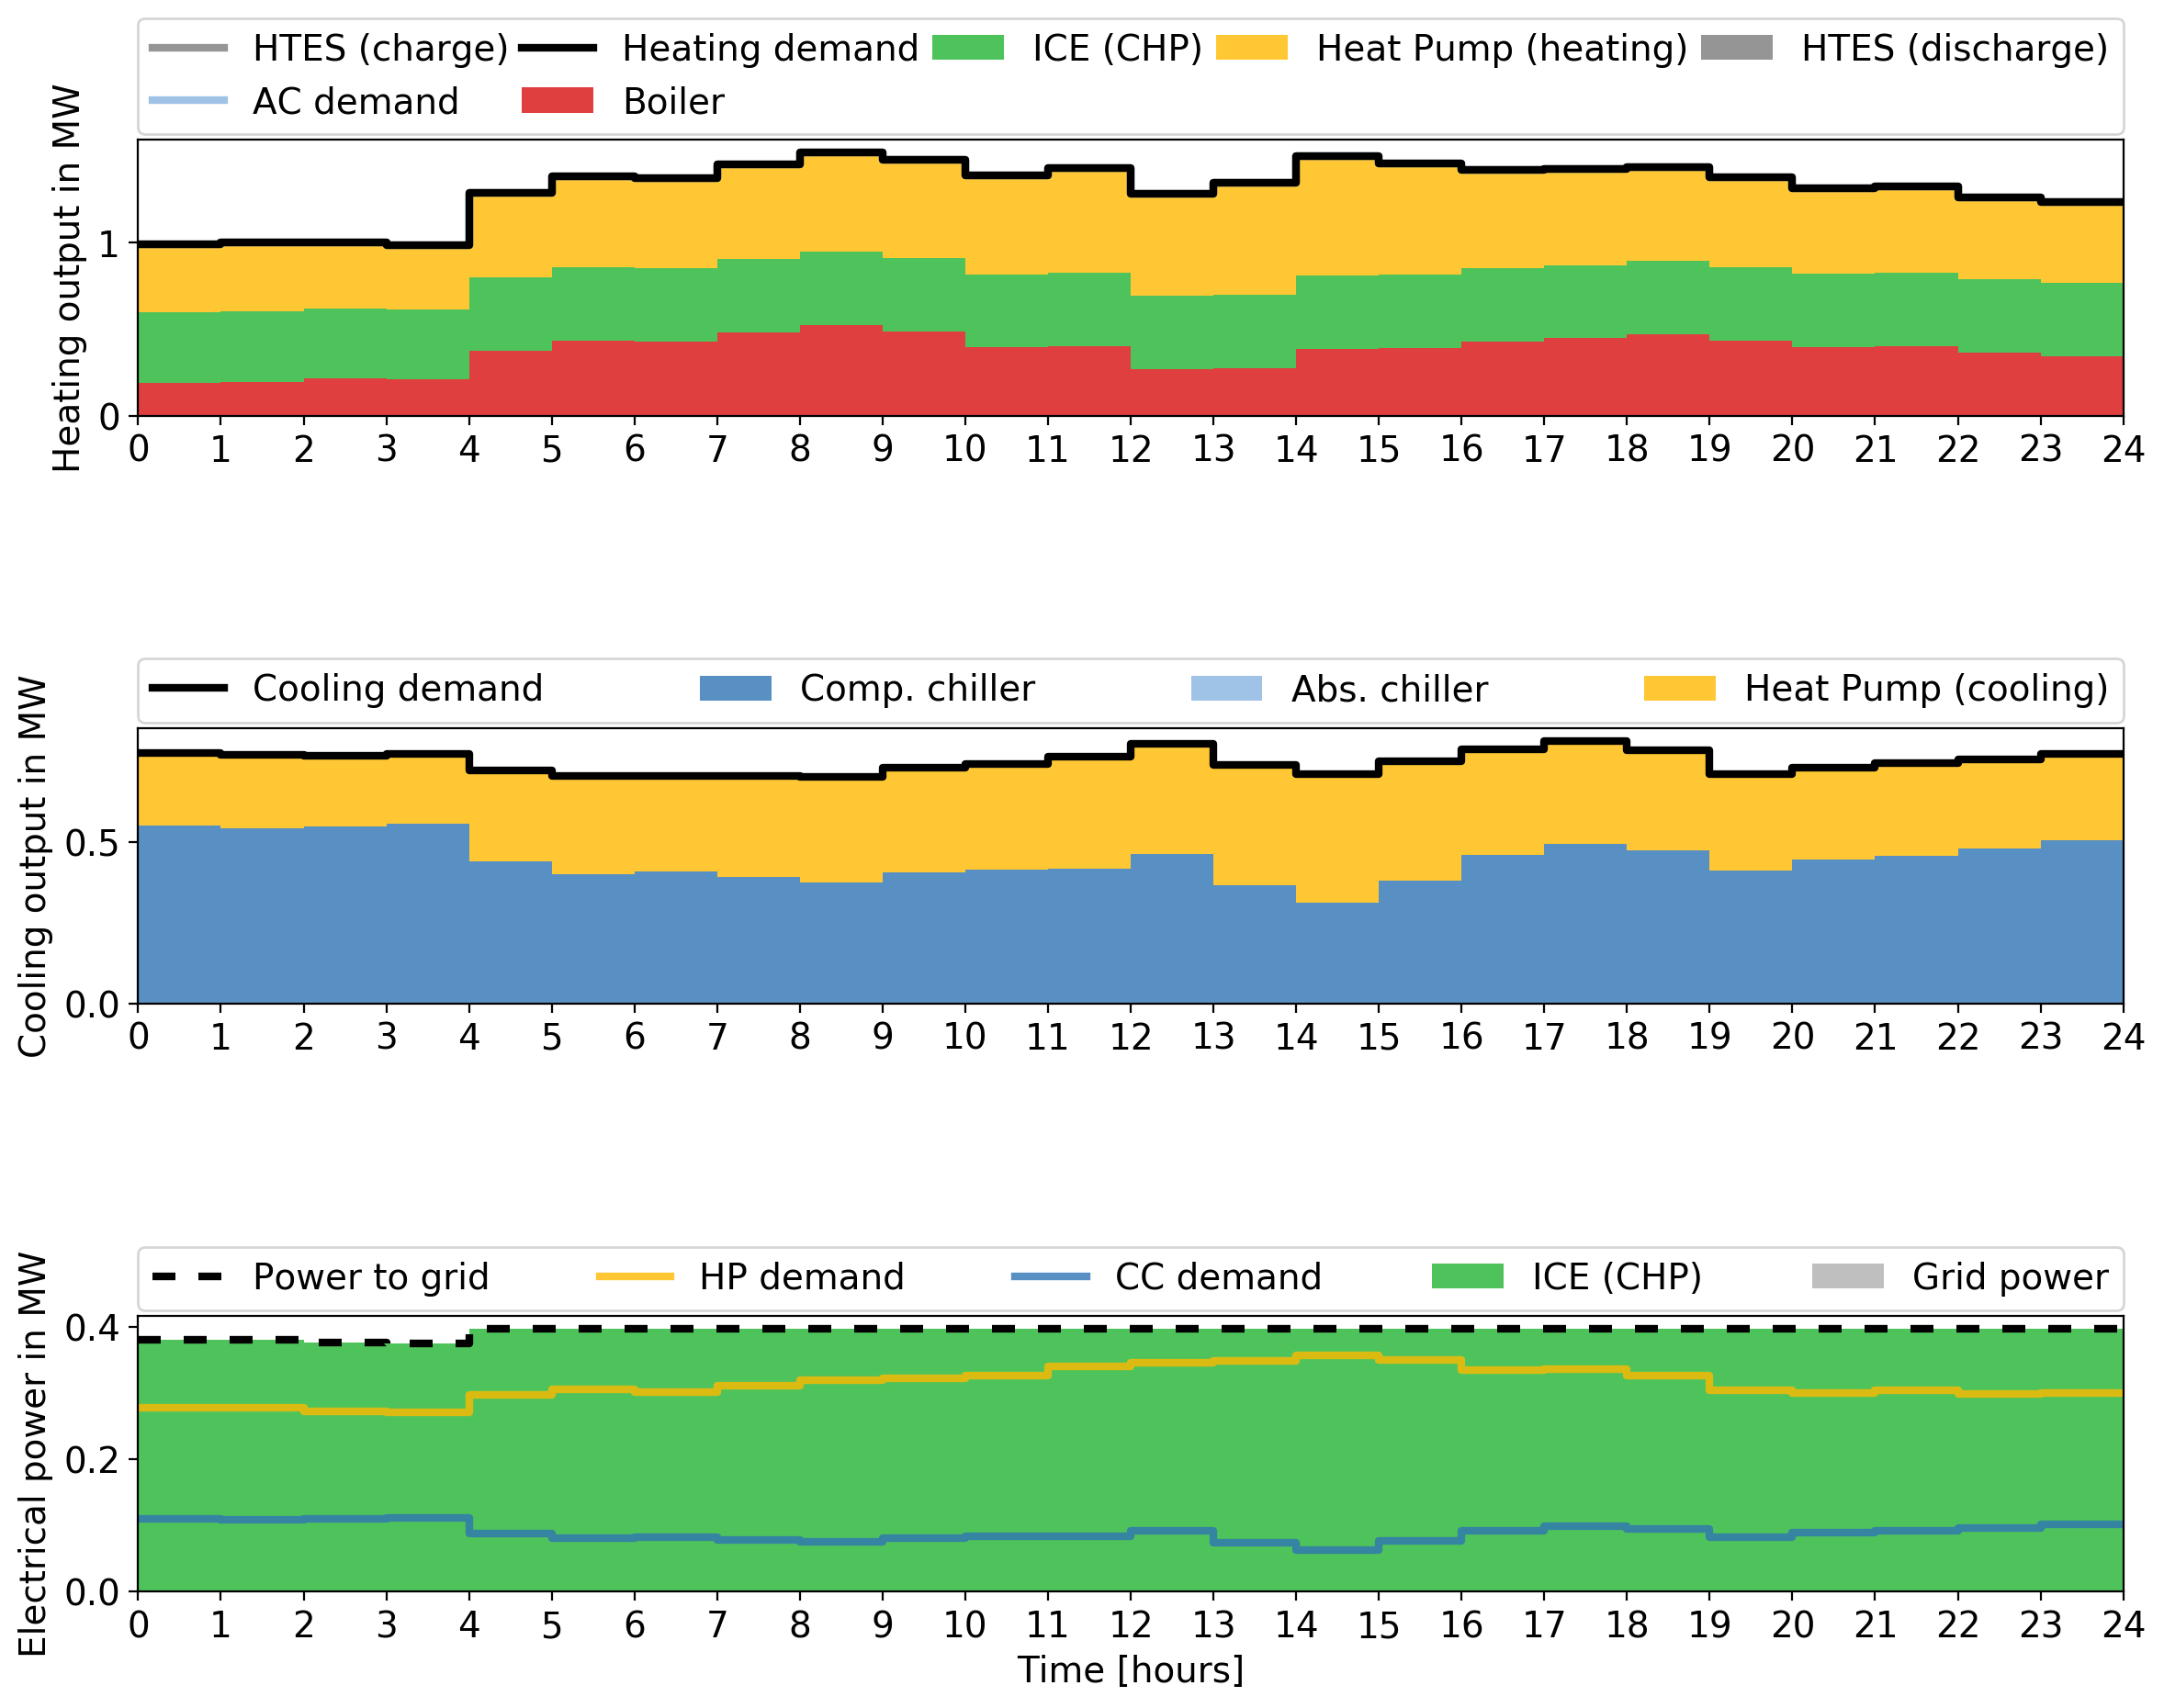 HTES (charge) Heating demand ICE (CHP) Heat Pump (heating) HTES (discharge)
AC demand Boiler
Heating output in MW
1
0
0 1 2 3 4 5 6 7 8 9 10 11 12 13 14 15 16 17 18 19 20 21 22 23 24
Cooling demand Comp. chiller Abs. chiller Heat Pump (cooling)
Cooling output in MW
0.5
0.0
0 1 2 3 4 5 6 7 8 9 10 11 12 13 14 15 16 17 18 19 20 21 22 23 24
Power to grid HP demand CC demand ICE (CHP) Grid power
Electrical power in MW
0.4
0.2
0.0
0 1 2 3 4 5 6 7 8 9 10 11 12 13 14 15 16 17 18 19 20 21 22 23 24
Time [hours]